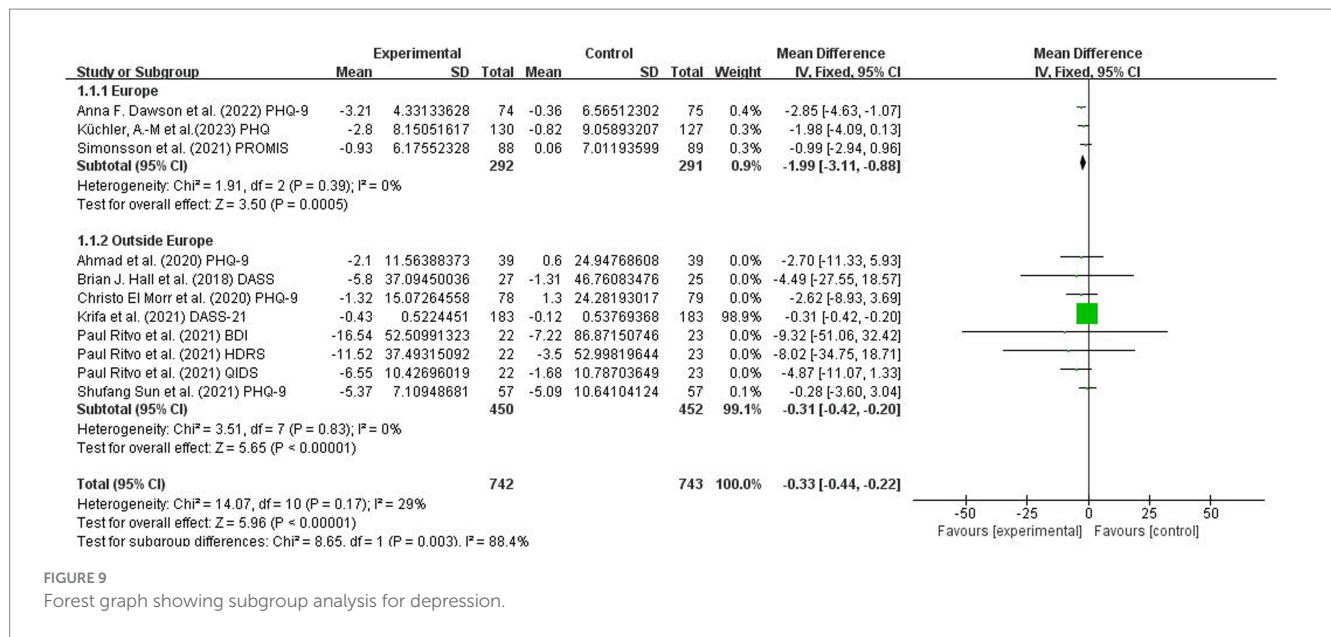 Experimental Control Mean Difference Mean Difference
Study or Subgroup Mean SD Total Mean SD Total Weight IV, Fixed, 95% CI IV, Fixed, 95% CI
1.1.1 Europe
Anna F. Dawson et al. (2022) PHQ-9 -3.21 4.33133628 74 -0.36 6.56512302 75 0.4% -2.85 [-4.63, -1.07]
Küchler, A.-M et al.(2023) PHQ -2.8 8.15051617 130 -0.82 9.05893207 127 0.3% -1.98 [-4.09, 0.13]
Simonsson et al. (2021) PROMIS -0.93 6.17552328 88 0.06 7.01193599 89 0.3% -0.99 [-2.94, 0.96]
Subtotal (95% CI) 292 291 0.9% -1.99 [-3.11, -0.88]
Heterogeneity: Chi² = 1.91, df = 2 (P = 0.39); I² = 0%
Test for overall effect: Z = 3.50 (P = 0.0005)
1.1.2 Outside Europe
Ahmad et al. (2020) PHQ-9 -2.1 11.56388373 39 0.6 24.94768608 39 0.0% -2.70 [-11.33, 5.93]
Brian J. Hall et al. (2018) DASS -5.8 37.09450036 27 -1.31 46.76083476 25 0.0% -4.49 [-27.55, 18.57]
Christo El Morr et al. (2020) PHQ-9 -1.32 15.07264558 78 1.3 24.28193017 79 0.0% -2.62 [-8.93, 3.69]
Krifa et al. (2021) DASS-21 -0.43 0.5224451 183 -0.12 0.53769368 183 98.9% -0.31 [-0.42, -0.20]
Paul Ritvo et al. (2021) BDI -16.54 52.50991323 22 -7.22 86.87150746 23 0.0% -9.32 [-51.06, 32.42]
Paul Ritvo et al. (2021) HDRS -11.52 37.49315092 22 -3.5 52.99819644 23 0.0% -8.02 [-34.75, 18.71]
Paul Ritvo et al. (2021) QIDS -6.55 10.42696019 22 -1.68 10.78703649 23 0.0% -4.87 [-11.07, 1.33]
Shufang Sun et al. (2021) PHQ-9 -5.37 7.10948681 57 -5.09 10.64104124 57 0.1% -0.28 [-3.60, 3.04]
Subtotal (95% CI) 450 452 99.1% -0.31 [-0.42, -0.20]
Heterogeneity: Chi² = 3.51, df = 7 (P = 0.83); I² = 0%
Test for overall effect: Z = 5.65 (P < 0.00001)
Total (95% CI) 742 743 100.0% -0.33 [-0.44, -0.22]
Heterogeneity: Chi² = 14.07, df = 10 (P = 0.17); I² = 29%
Test for overall effect: Z = 5.96 (P < 0.00001)
Test for subgroup differences: Chi² = 8.65, df = 1 (P = 0.003), I² = 88.4%
-50 -25 0 25 50
Favours [experimental] Favours [control]
FIGURE 9
Forest graph showing subgroup analysis for depression.